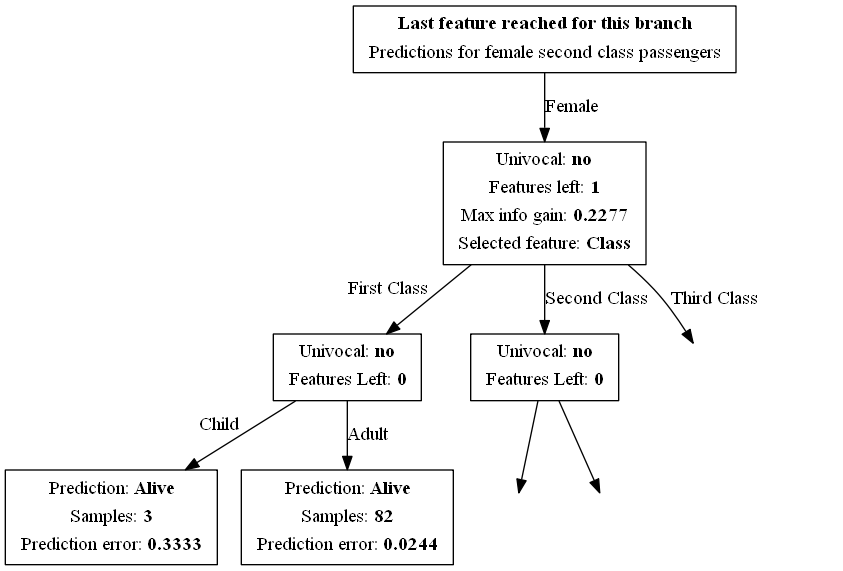 Last feature reached for this branch
Predictions for female second class passengers
Female
Univocal: no
Features left: 1
Max info gain: 0.2277
Selected feature: Class
First Class
Second Class
Third Class
Univocal: no
Features Left: 0
Univocal: no
Features Left: 0
Child
Adult
Prediction: Alive
Samples: 3
Prediction error: 0.3333
Prediction: Alive
Samples: 82
Prediction error: 0.0244